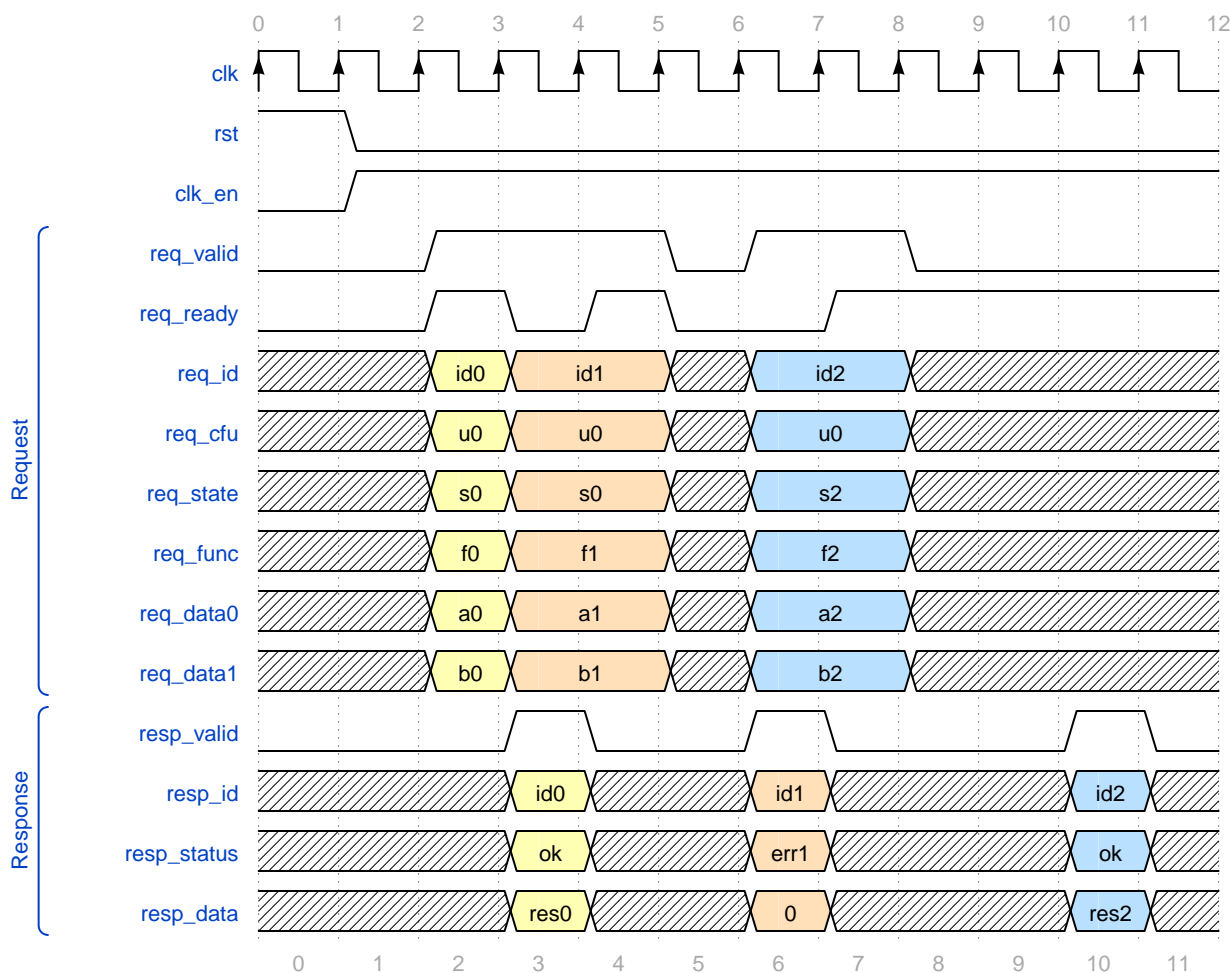 0 1 2 3 4 5 6 7 8 9 10 11 12
clk
rst
clk_en
req_valid
req_ready
req_id id0 id1 id2
req_cfu u0 u0 u0
req_state s0 s0 s2
req_func f0 f1 f2
req_data0 a0 a1 a2
req_data1 b0 b1 b2
Request
resp_valid
resp_id id0 id1 id2
resp_status ok err1 ok
resp_data res0 0 res2
Response
0 1 2 3 4 5 6 7 8 9 10 11